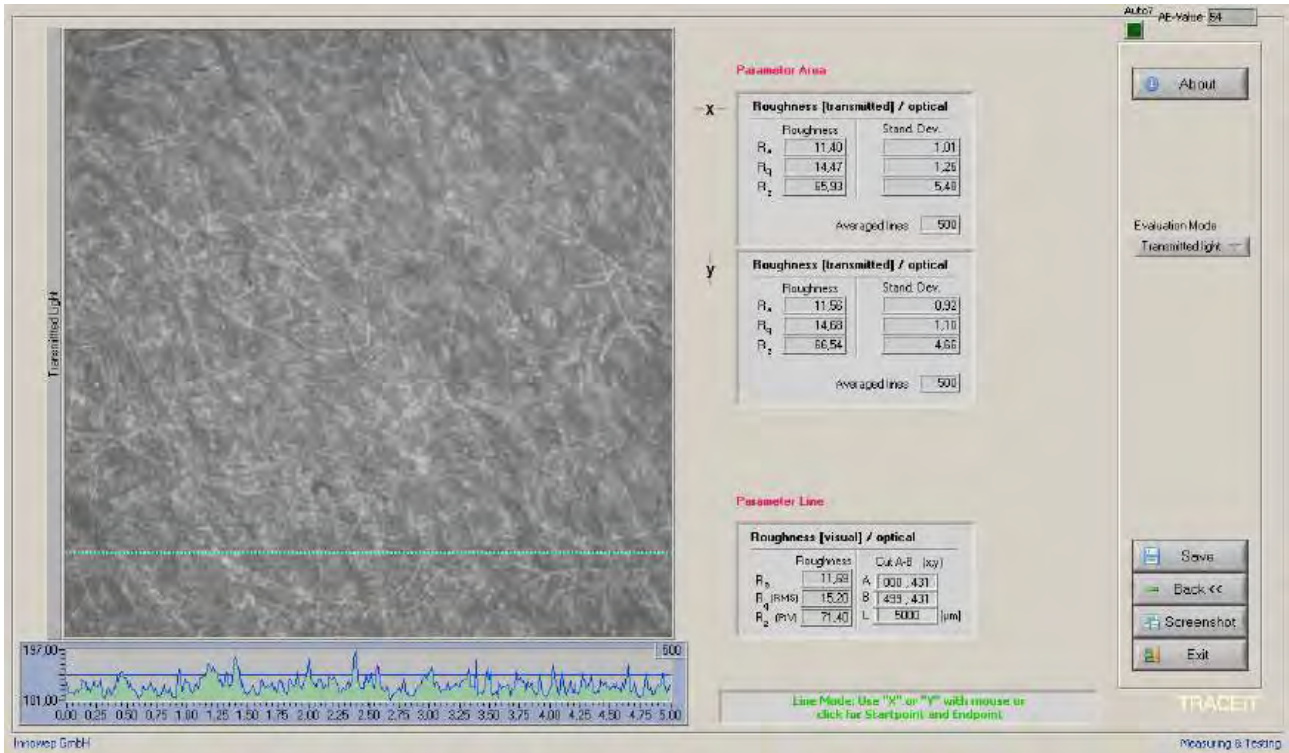 Auto?
AE-Value 54
Transmitted Light
Parameter Area
x
Roughness [transmitted] / optical
Roughness Stand. Dev.
Ra 11,40 1,01
Rq 14,47 1,26
Rz 65,93 5,48
Averaged lines 500
y
Roughness [transmitted] / optical
Roughness Stand. Dev.
Ra 11,56 0,92
Rq 14,68 1,10
Rz 66,54 4,66
Averaged lines 500
Parameter Line
Roughness [visual] / optical
Roughness Cut A-B (x,y)
Ra 11,69 A 000 , 431
Rq (RMS) 15,20 B 499 , 431
Rz (PtV) 71,40 L 5000 [µm]
Line Mode: Use "X" or "Y" with mouse or
click for Startpoint and Endpoint
About
Evaluation Mode
Transmitted light
Save
Back <<
Screenshot
Exit
TRACEIT
197,00
500
101,00
0,00 0,25 0,50 0,75 1,00 1,25 1,50 1,75 2,00 2,25 2,50 2,75 3,00 3,25 3,50 3,75 4,00 4,25 4,50 4,75 5,00
Innowep GmbH
Measuring & Testing